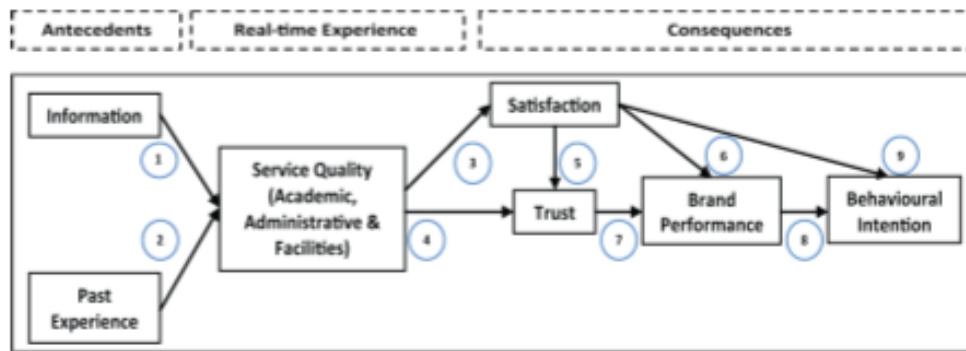 Antecedents
Real-time Experience
Consequences
Information
Satisfaction
1
3
5
6
9
Service Quality
(Academic,
Administrative &
Facilities)
Trust
Brand
Performance
Behavioural
Intention
2
4
7
8
Past
Experience